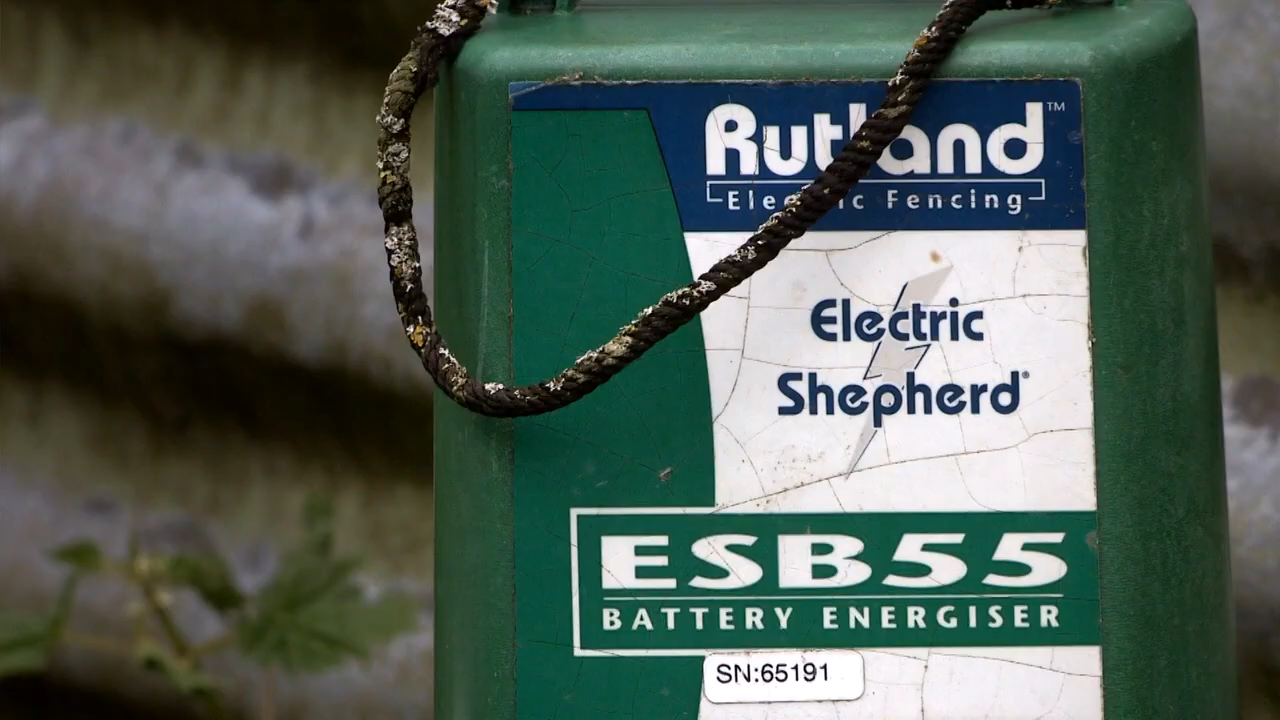 Rutland™
Electric Fencing
Electric
Shepherd®
ESB55
BATTERY ENERGISER
SN:65191